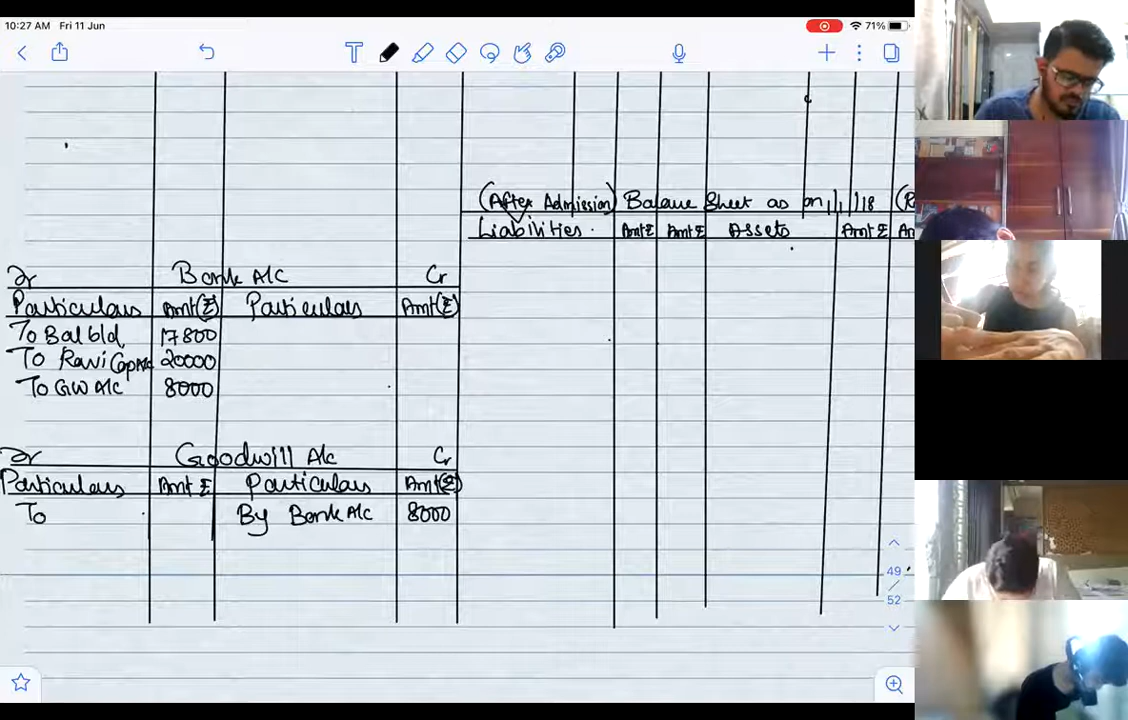 10:27 AM Fri 11 Jun
71%
T
(After Admission) Balance Sheet as on 1/1/18
Liabilities. Amt ₹ Amt ₹ Assets Amt ₹
Dr Bank A/c Cr
Particulars Amt(₹) Particulars Amt(₹)
To Bal b/d 17800
To Ravi Cap A/c 20000
To GW A/c 8000
Dr Goodwill A/c Cr
Particulars Amt ₹ Particulars Amt(₹)
To By Bank A/c 8000
49
/
52